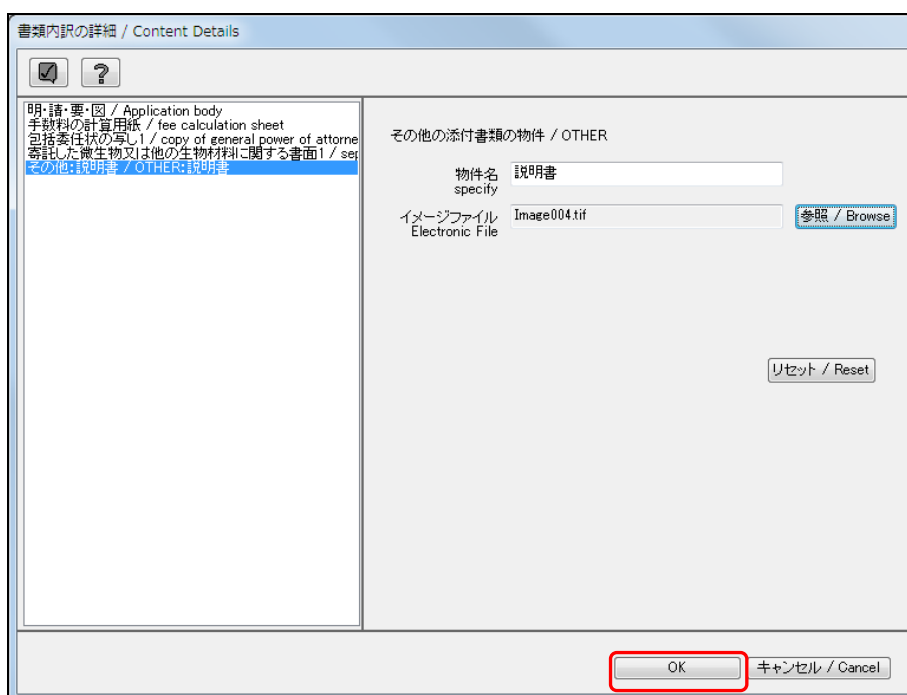 書類内訳の詳細 / Content Details
?
明・請・要・図 / Application body
手数料の計算用紙 / fee calculation sheet
包括委任状の写し1 / copy of general power of attorne
寄託した微生物又は他の生物材料に関する書面1 / sep
その他:説明書 / OTHER:説明書
その他の添付書類の物件 / OTHER
物件名 説明書
specify
イメージファイル Image004.tif 参照 / Browse
Electronic File
リセット / Reset
OK キャンセル / Cancel